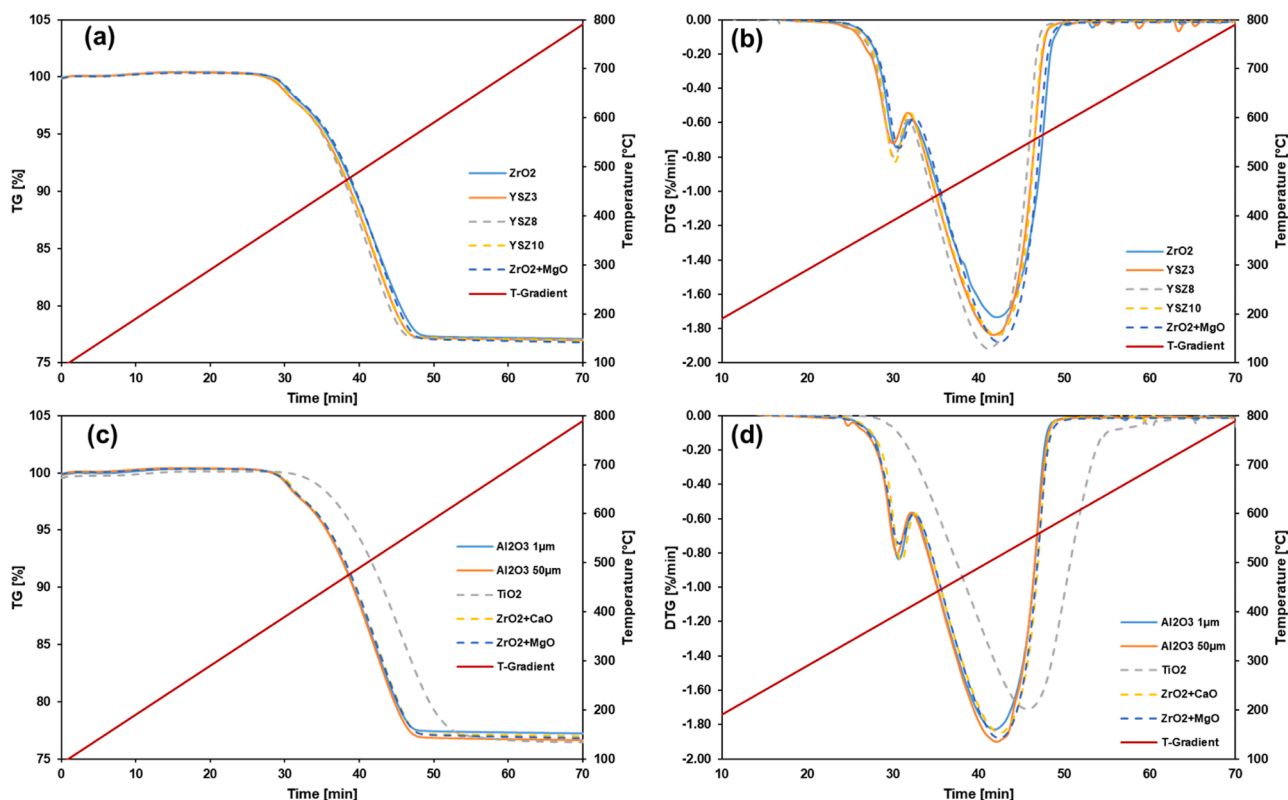 (a)
105
100
95
90
85
80
75
TG [%]
0
10
20
30
40
50
60
70
Time [min]
800
700
600
500
400
300
200
100
Temperature [°C]
ZrO2
YSZ3
YSZ8
YSZ10
ZrO2+MgO
T-Gradient
(b)
0.00
-0.20
-0.40
-0.60
-0.80
-1.00
-1.20
-1.40
-1.60
-1.80
-2.00
DTG [%/min]
10
20
30
40
50
60
70
Time [min]
800
700
600
500
400
300
200
100
Temperature [°C]
ZrO2
YSZ3
YSZ8
YSZ10
ZrO2+MgO
T-Gradient
(c)
105
100
95
90
85
80
75
TG [%]
0
10
20
30
40
50
60
70
Time [min]
800
700
600
500
400
300
200
100
Temperature [°C]
Al2O3 1µm
Al2O3 50µm
TiO2
ZrO2+CaO
ZrO2+MgO
T-Gradient
(d)
0.00
-0.20
-0.40
-0.60
-0.80
-1.00
-1.20
-1.40
-1.60
-1.80
-2.00
DTG [%/min]
10
20
30
40
50
60
70
Time [min]
800
700
600
500
400
300
200
100
Temperature [°C]
Al2O3 1µm
Al2O3 50µm
TiO2
ZrO2+CaO
ZrO2+MgO
T-Gradient